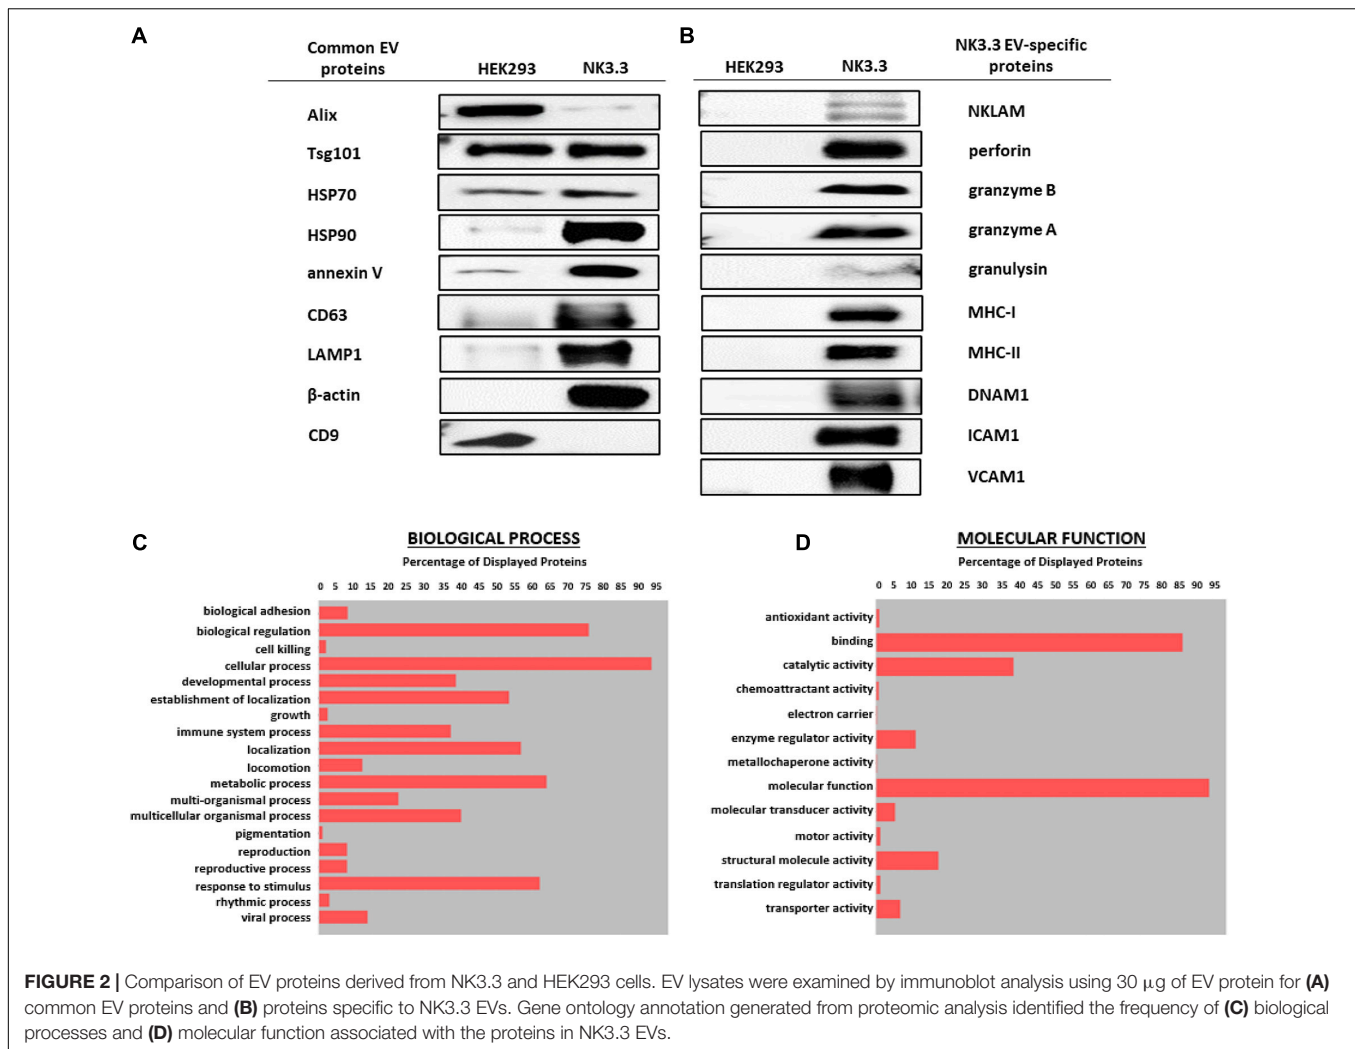 A
Common EV
proteins
HEK293
NK3.3
Alix
Tsg101
HSP70
HSP90
annexin V
CD63
LAMP1
β-actin
CD9
B
HEK293
NK3.3
NK3.3 EV-specific
proteins
NKLAM
perforin
granzyme B
granzyme A
granulysin
MHC-I
MHC-II
DNAM1
ICAM1
VCAM1
C
BIOLOGICAL PROCESS
Percentage of Displayed Proteins
0 5 10 15 20 25 30 35 40 45 50 55 60 65 70 75 80 85 90 95
biological adhesion
biological regulation
cell killing
cellular process
developmental process
establishment of localization
growth
immune system process
localization
locomotion
metabolic process
multi-organismal process
multicellular organismal process
pigmentation
reproduction
reproductive process
response to stimulus
rhythmic process
viral process
D
MOLECULAR FUNCTION
Percentage of Displayed Proteins
0 5 10 15 20 25 30 35 40 45 50 55 60 65 70 75 80 85 90 95
antioxidant activity
binding
catalytic activity
chemoattractant activity
electron carrier
enzyme regulator activity
metallochaperone activity
molecular function
molecular transducer activity
motor activity
structural molecule activity
translation regulator activity
transporter activity
FIGURE 2 | Comparison of EV proteins derived from NK3.3 and HEK293 cells. EV lysates were examined by immunoblot analysis using 30 μg of EV protein for (A)
common EV proteins and (B) proteins specific to NK3.3 EVs. Gene ontology annotation generated from proteomic analysis identified the frequency of (C) biological
processes and (D) molecular function associated with the proteins in NK3.3 EVs.